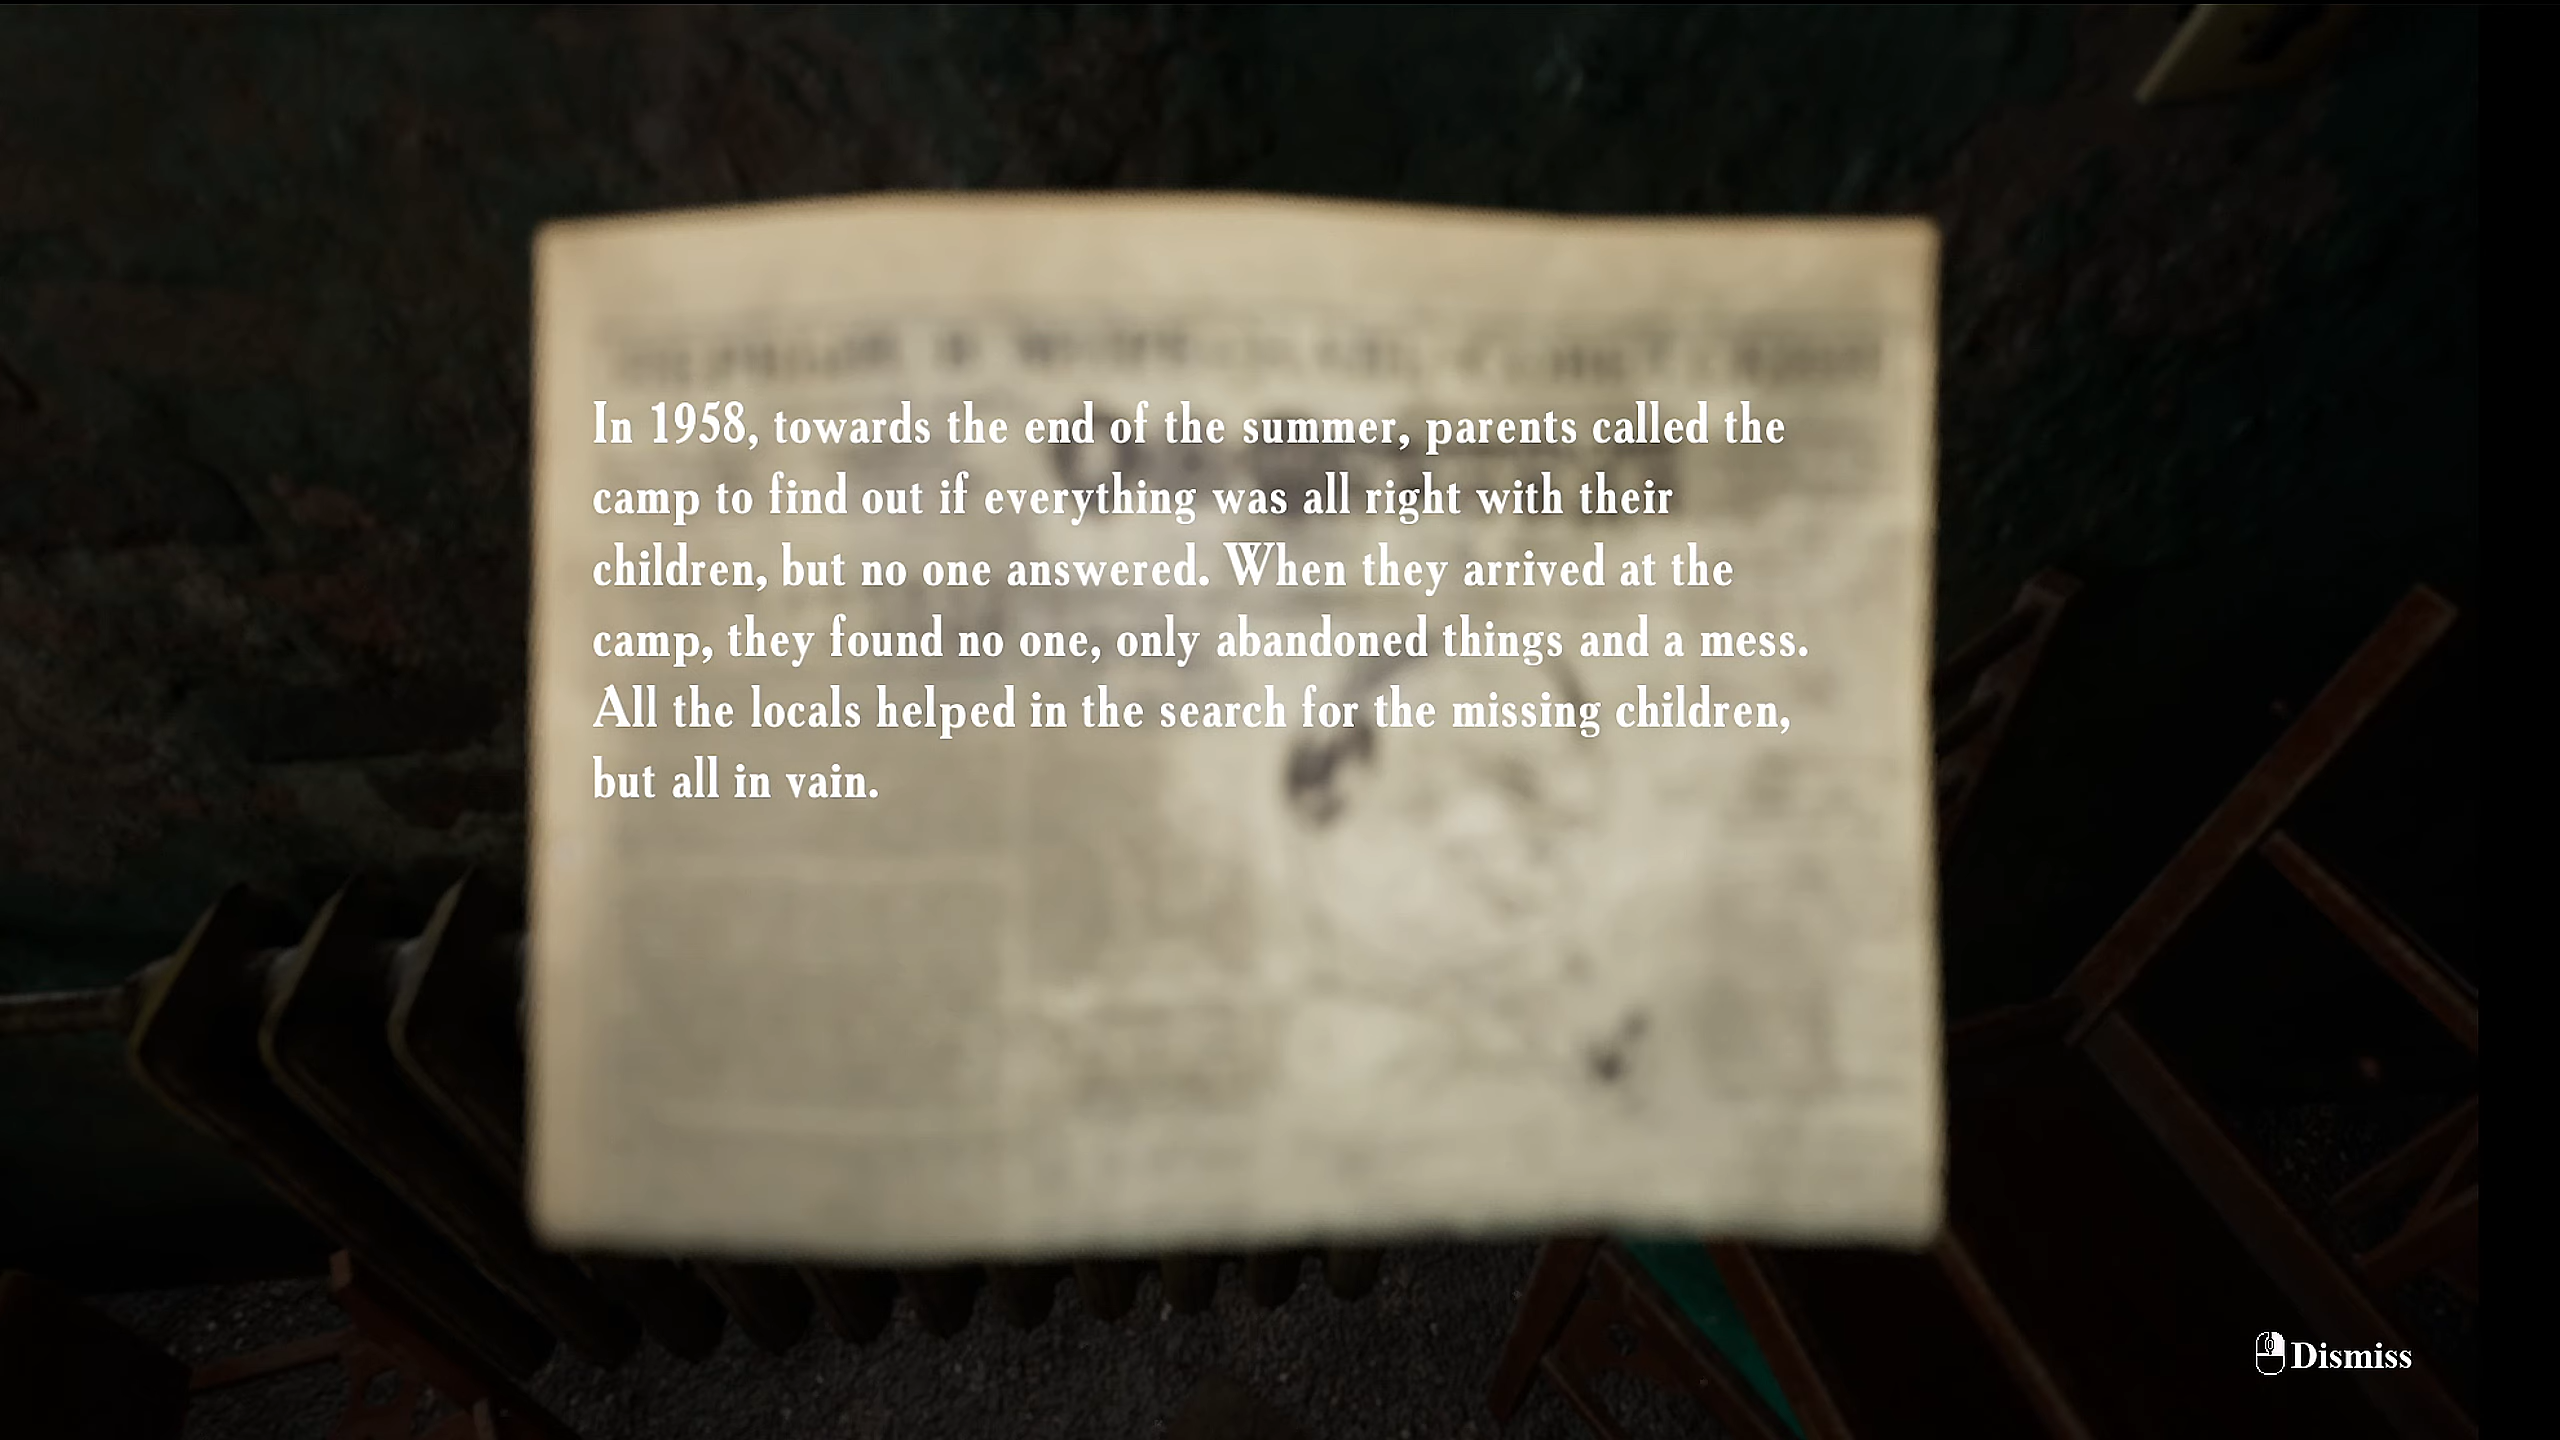 In 1958, towards the end of the summer, parents called the
camp to find out if everything was all right with their
children, but no one answered. When they arrived at the
camp, they found no one, only abandoned things and a mess.
All the locals helped in the search for the missing children,
but all in vain.
Dismiss